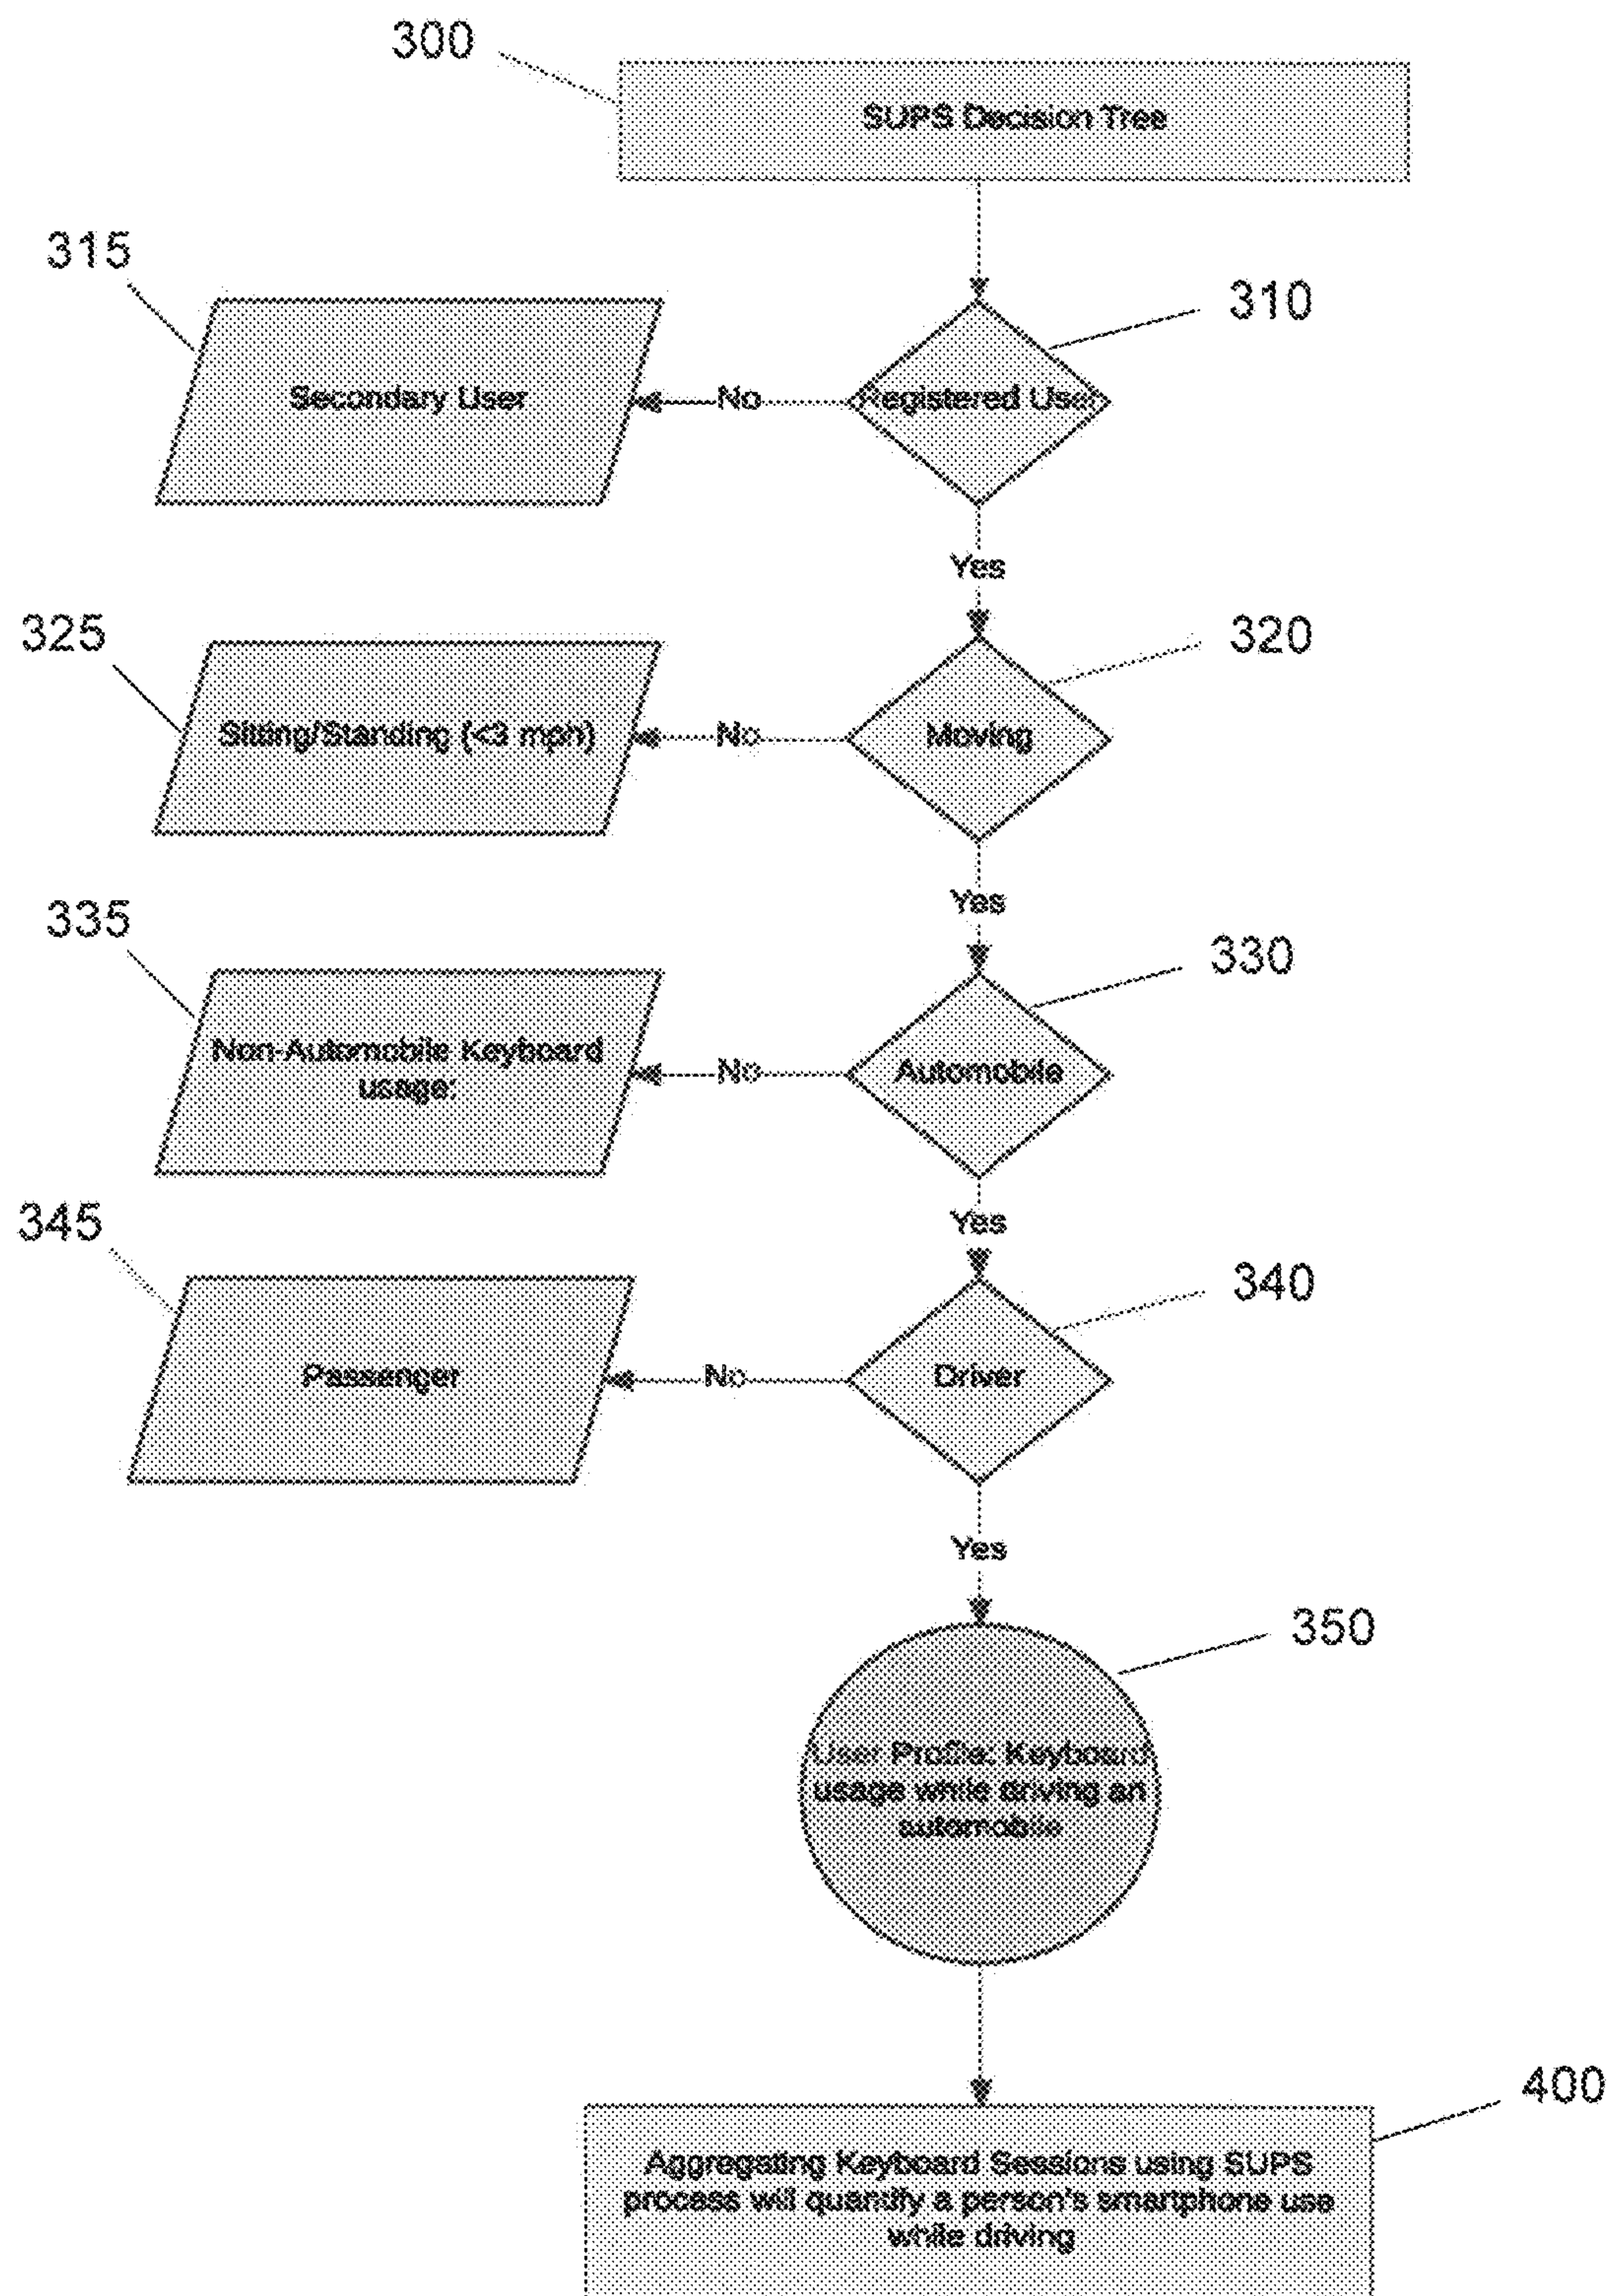 300
SUPS Decision Tree
315
310
Secondary User
No
Registered User
Yes
325
320
Sitting/Standing (<3 mph)
No
Moving
Yes
335
330
Non-Automobile Keyboard
usage:
No
Automobile
Yes
345
340
Passenger
No
Driver
Yes
350
User Profile: Keyboard
usage while driving an
automobile
400
Aggregating Keyboard Sessions using SUPS
process will quantify a person's smartphone use
while driving